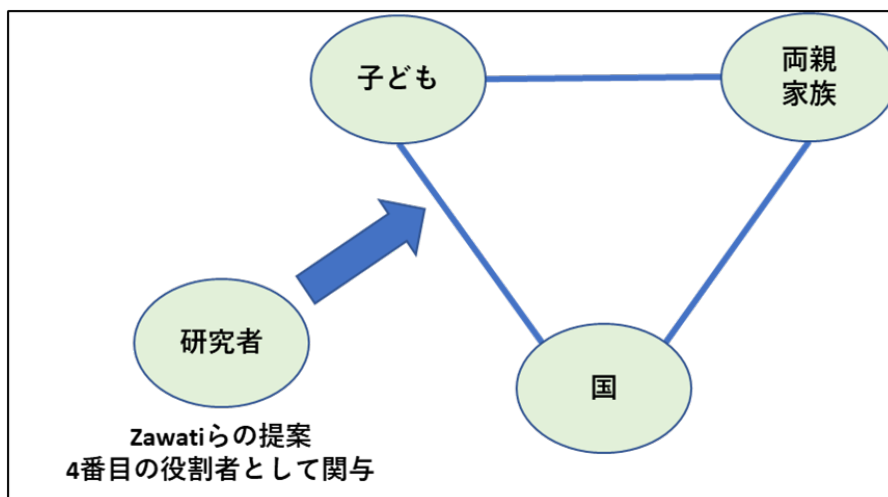 子ども
両親
家族
研究者
国
Zawatiらの提案
4番目の役割者として関与